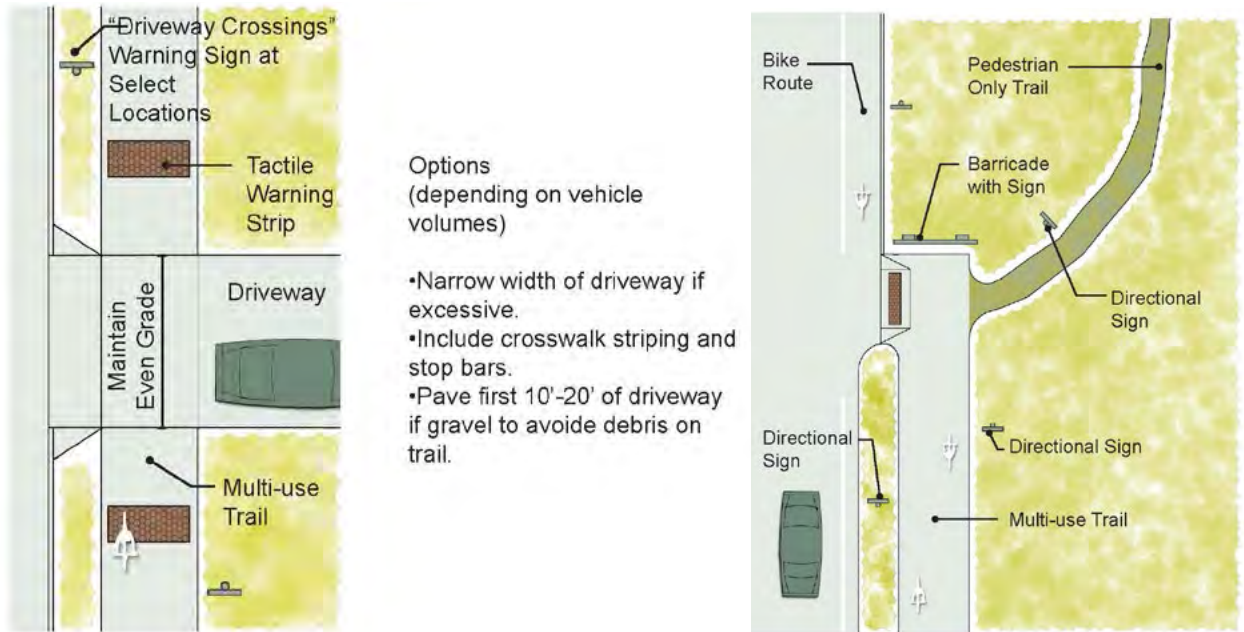 “Driveway Crossings”
Warning Sign at
Select
Locations
Tactile
Warning
Strip
Maintain
Even Grade
Driveway
Multi-use
Trail
Options
(depending on vehicle
volumes)
•Narrow width of driveway if
excessive.
•Include crosswalk striping and
stop bars.
•Pave first 10’-20’ of driveway
if gravel to avoide debris on
trail.
Bike
Route
Pedestrian
Only Trail
Barricade
with Sign
Directional
Sign
Directional
Sign
Directional Sign
Multi-use Trail